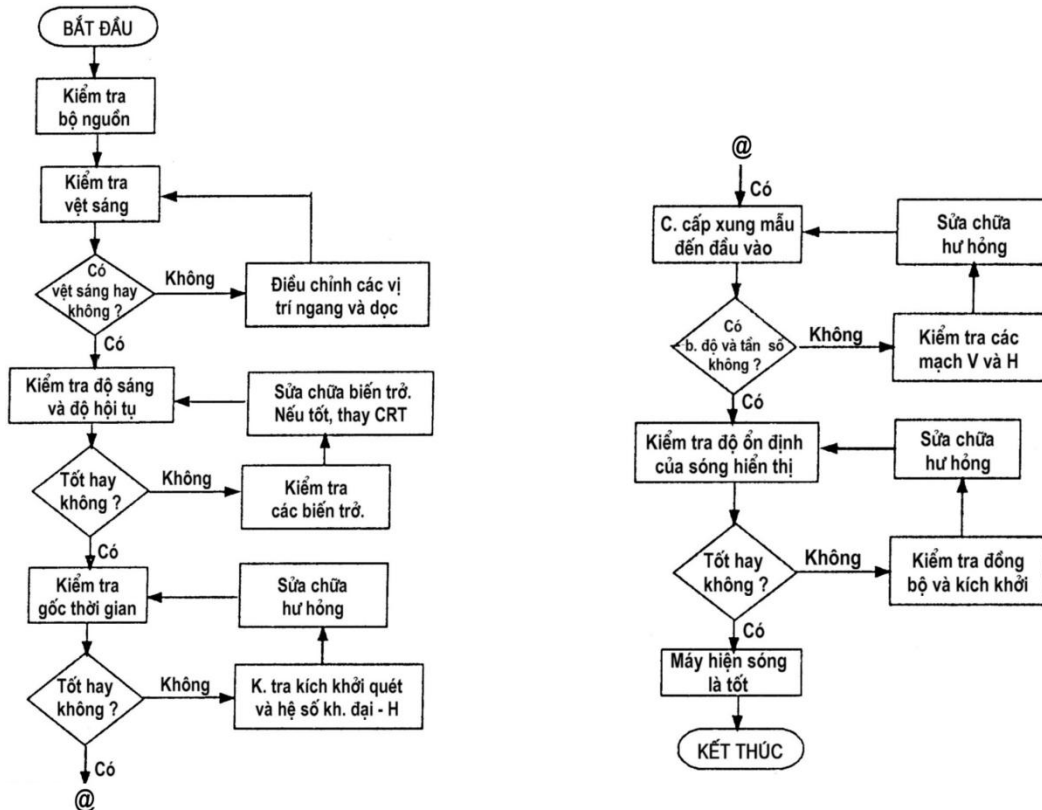 BẮT ĐẦU
Kiểm tra
bộ nguồn
Kiểm tra
vệt sáng
Có
vệt sáng hay
không ?
Không
Điều chỉnh các vị
trí ngang và dọc
Có
Kiểm tra độ sáng
và độ hội tụ
Sửa chữa biến trở.
Nếu tốt, thay CRT
Tốt hay
không ?
Không
Kiểm tra
các biến trở.
Có
Kiểm tra
gốc thời gian
Sửa chữa
hư hỏng
Tốt hay
không ?
Không
K. tra kích khởi quét
và hệ số kh. đại - H
Có
@
@
Có
C. cấp xung mẫu
đến đầu vào
Sửa chữa
hư hỏng
Có
b. độ và tần số
không ?
Không
Kiểm tra các
mạch V và H
Có
Kiểm tra độ ổn định
của sóng hiển thị
Sửa chữa
hư hỏng
Tốt hay
không ?
Không
Kiểm tra đồng
bộ và kích khởi
Có
Máy hiện sóng
là tốt
KẾT THÚC